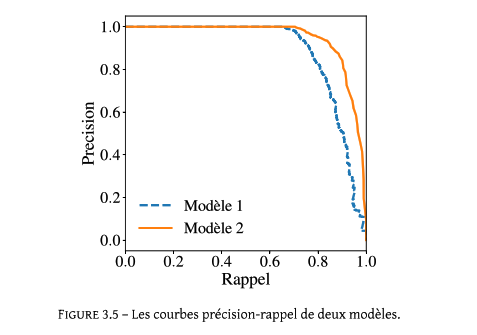 1.0
0.8
0.6
0.4
0.2
0.0
Precision
Modèle 1
Modèle 2
0.0 0.2 0.4 0.6 0.8 1.0
Rappel
FIGURE 3.5 – Les courbes précision-rappel de deux modèles.